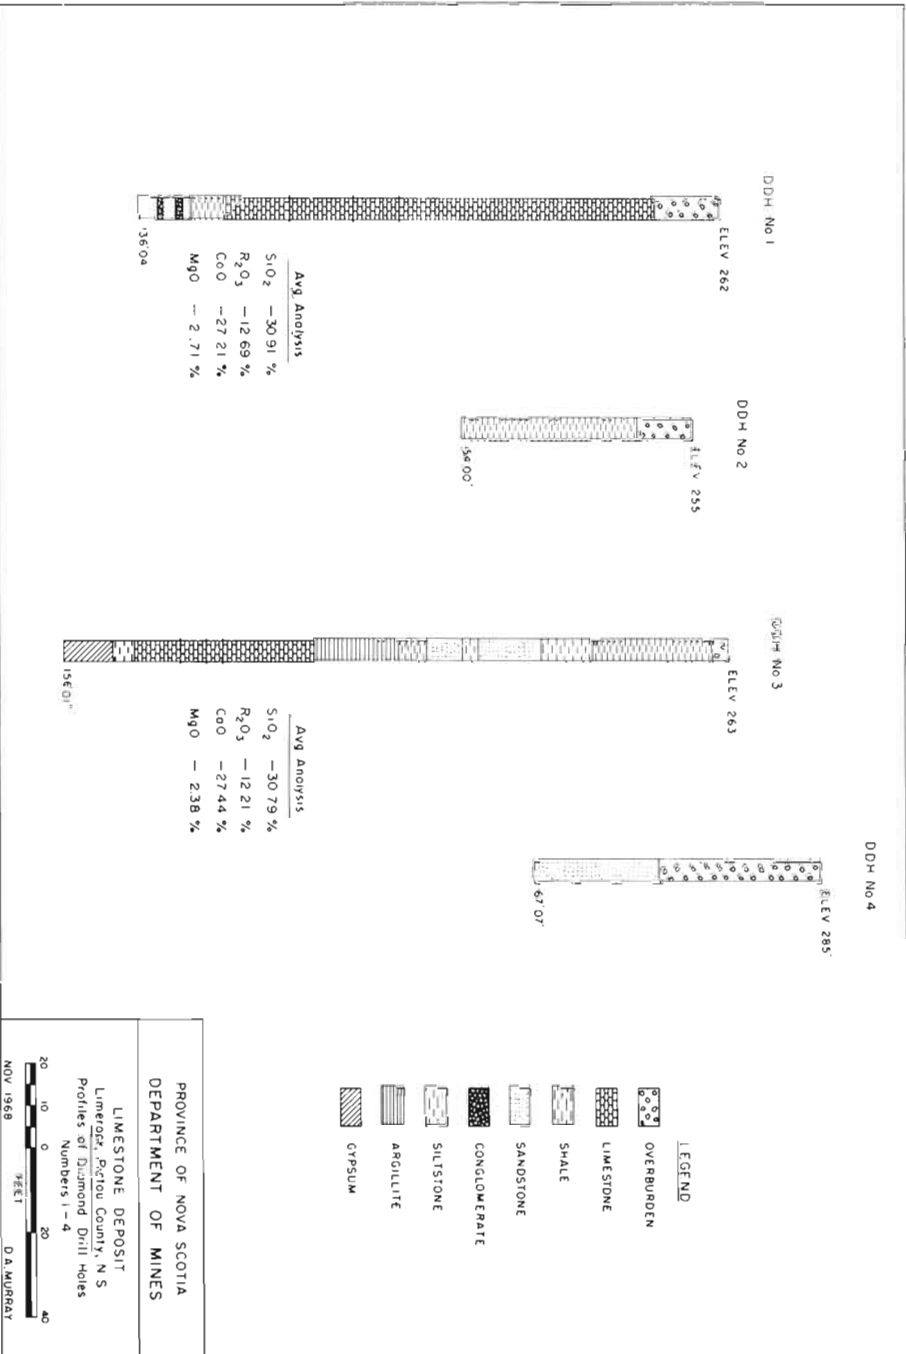 DDH No 1
ELEV 262
136'04
Avg Analysis
SiO2 — 30 91 %
R2O3 — 12 69 %
CaO — 27 21 %
MgO — 2.71 %
DDH No 2
ELEV 255
00'
No 3
ELEV 263
Avg Analysis
SiO2 — 30 79 %
R2O3 — 12 21 %
CaO — 27 44 %
MgO — 2.38 %
DDH No 4
ELEV 285'
67'07"
LEGEND
OVERBURDEN
LIMESTONE
SHALE
SANDSTONE
CONGLOMERATE
SILTSTONE
ARGILLITE
GYPSUM
PROVINCE OF NOVA SCOTIA
DEPARTMENT OF MINES
LIMESTONE DEPOSIT
Limerock, Pictou County, N S
Profiles of Diamond Drill Holes
Numbers 1 - 4
20 10 0 20 40
FEET
NOV 1968 D A. MURRAY